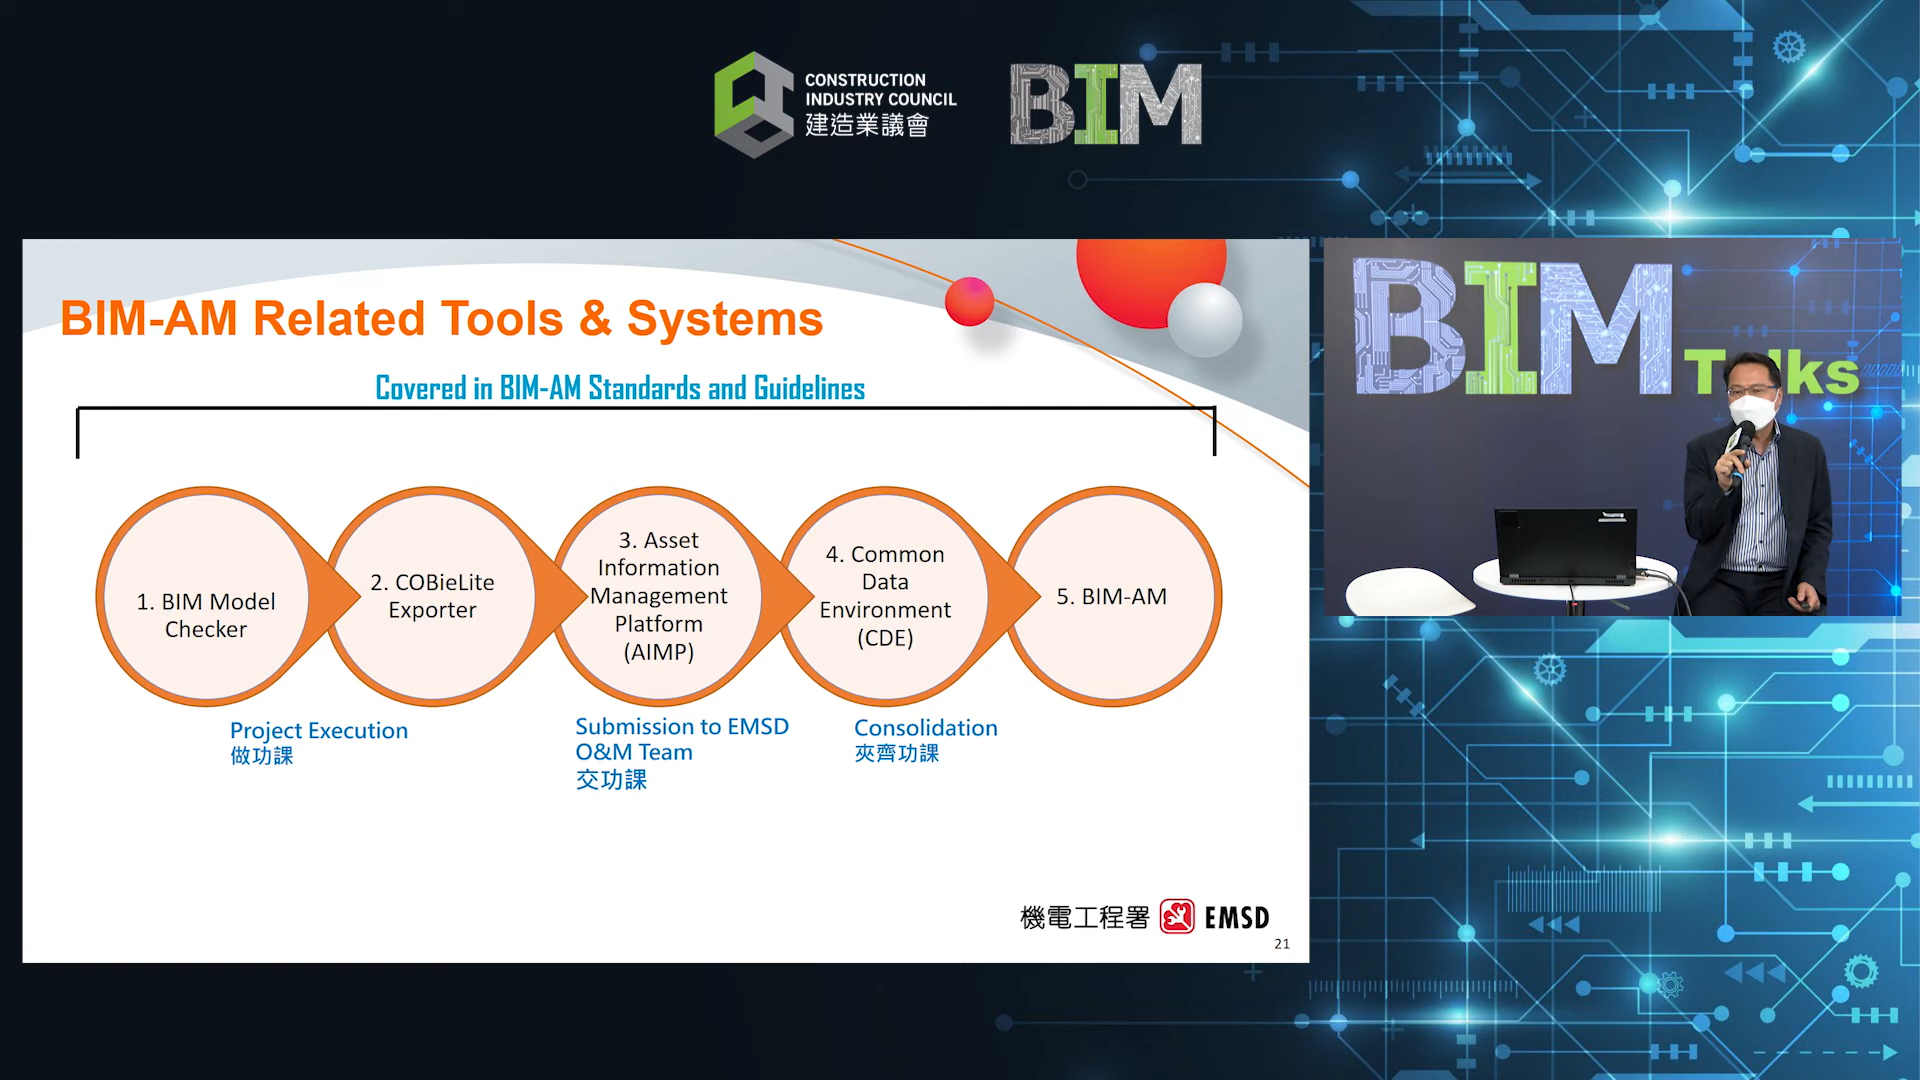 CONSTRUCTION
INDUSTRY COUNCIL
建造業議會
BIM
BIM-AM Related Tools & Systems
Covered in BIM-AM Standards and Guidelines
1. BIM Model
Checker
2. COBieLite
Exporter
3. Asset
Information
Management
Platform
(AIMP)
4. Common
Data
Environment
(CDE)
5. BIM-AM
Project Execution
做功課
Submission to EMSD
O&M Team
交功課
Consolidation
夾齊功課
機電工程署 EMSD
21
BIM